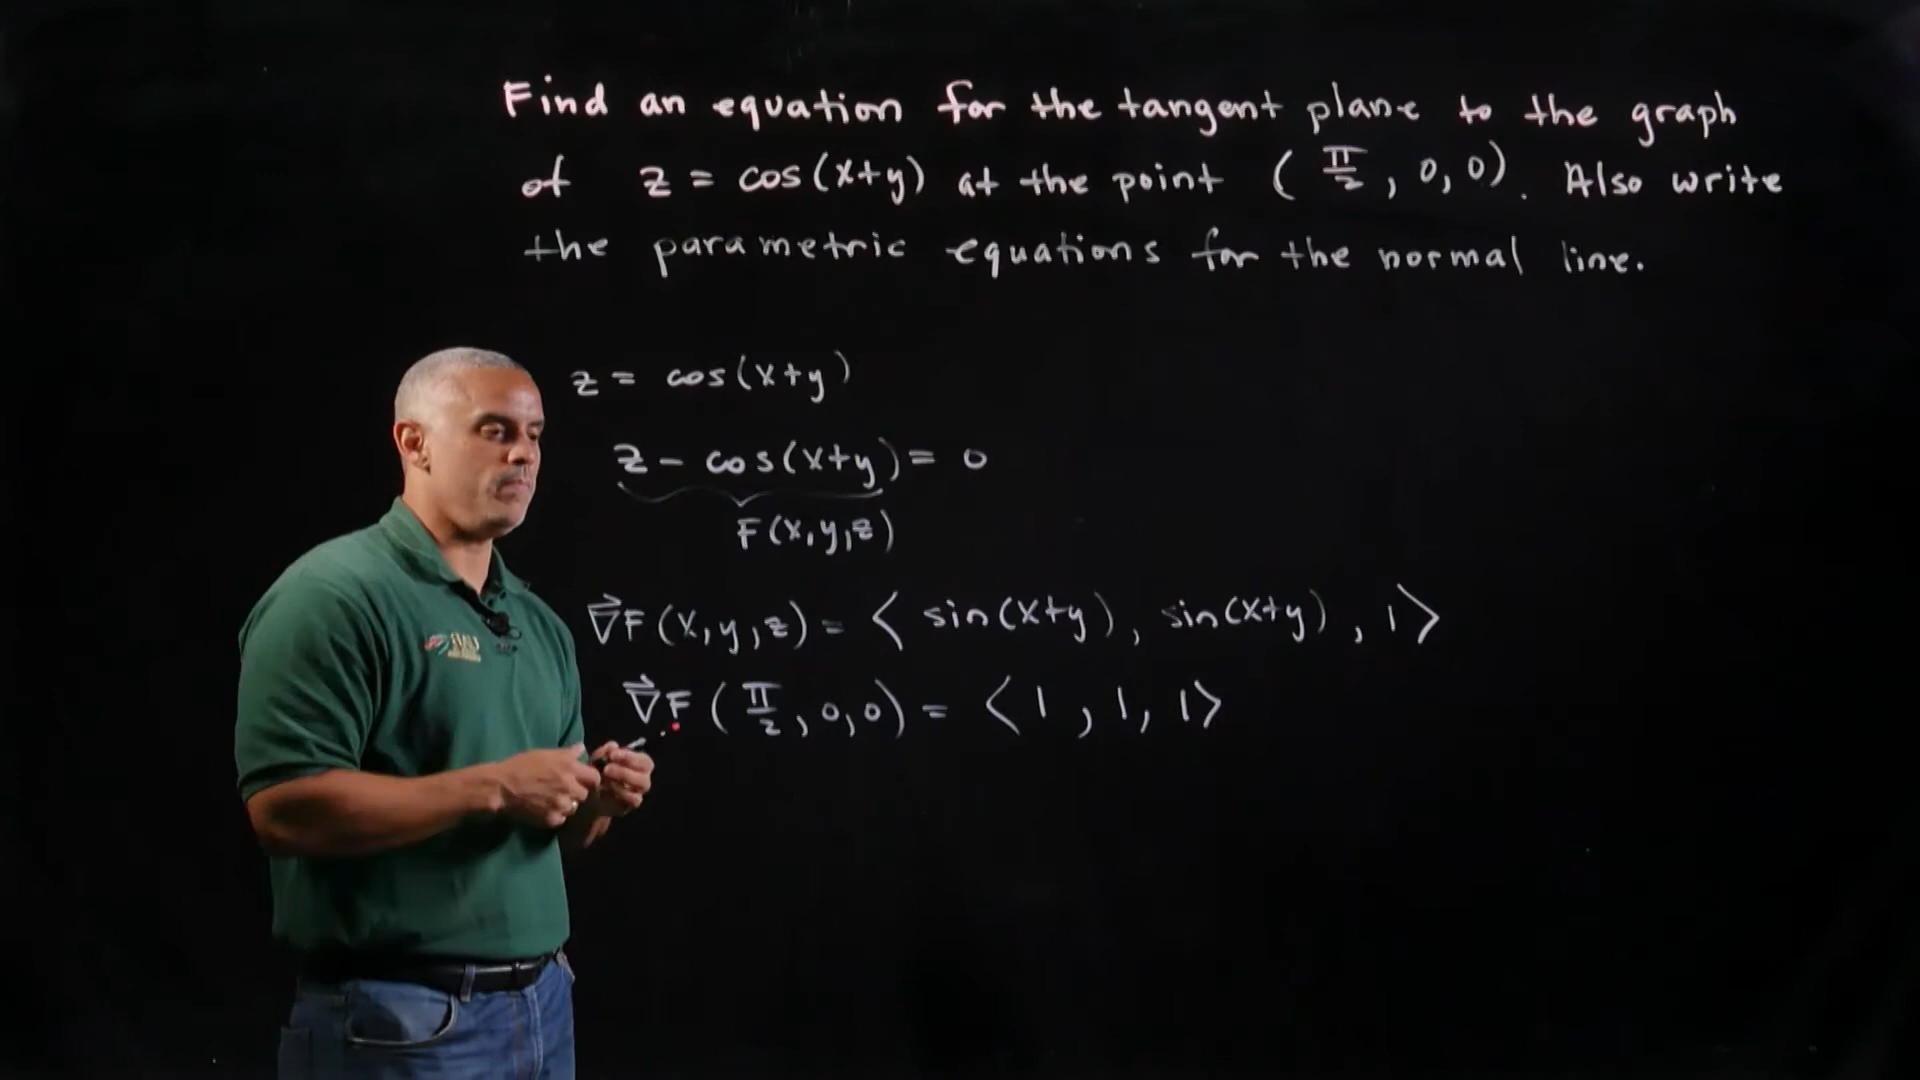 Find an equation for the tangent plane to the graph
of z = cos(x+y) at the point (π/2, 0, 0). Also write
the parametric equations for the normal line.
z = cos(x+y)
z - cos(x+y) = 0
F(x,y,z)
∇⃗F(x,y,z) = ⟨ sin(x+y), sin(x+y), 1⟩
∇⃗F(π/2, 0, 0) = ⟨1, 1, 1⟩